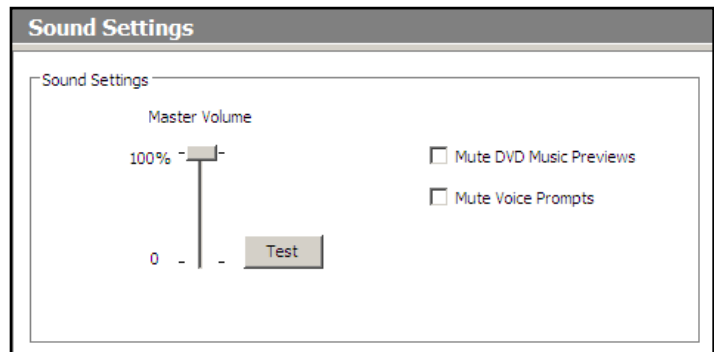 Sound Settings
Sound Settings
Master Volume
100%
Mute DVD Music Previews
Mute Voice Prompts
0
Test